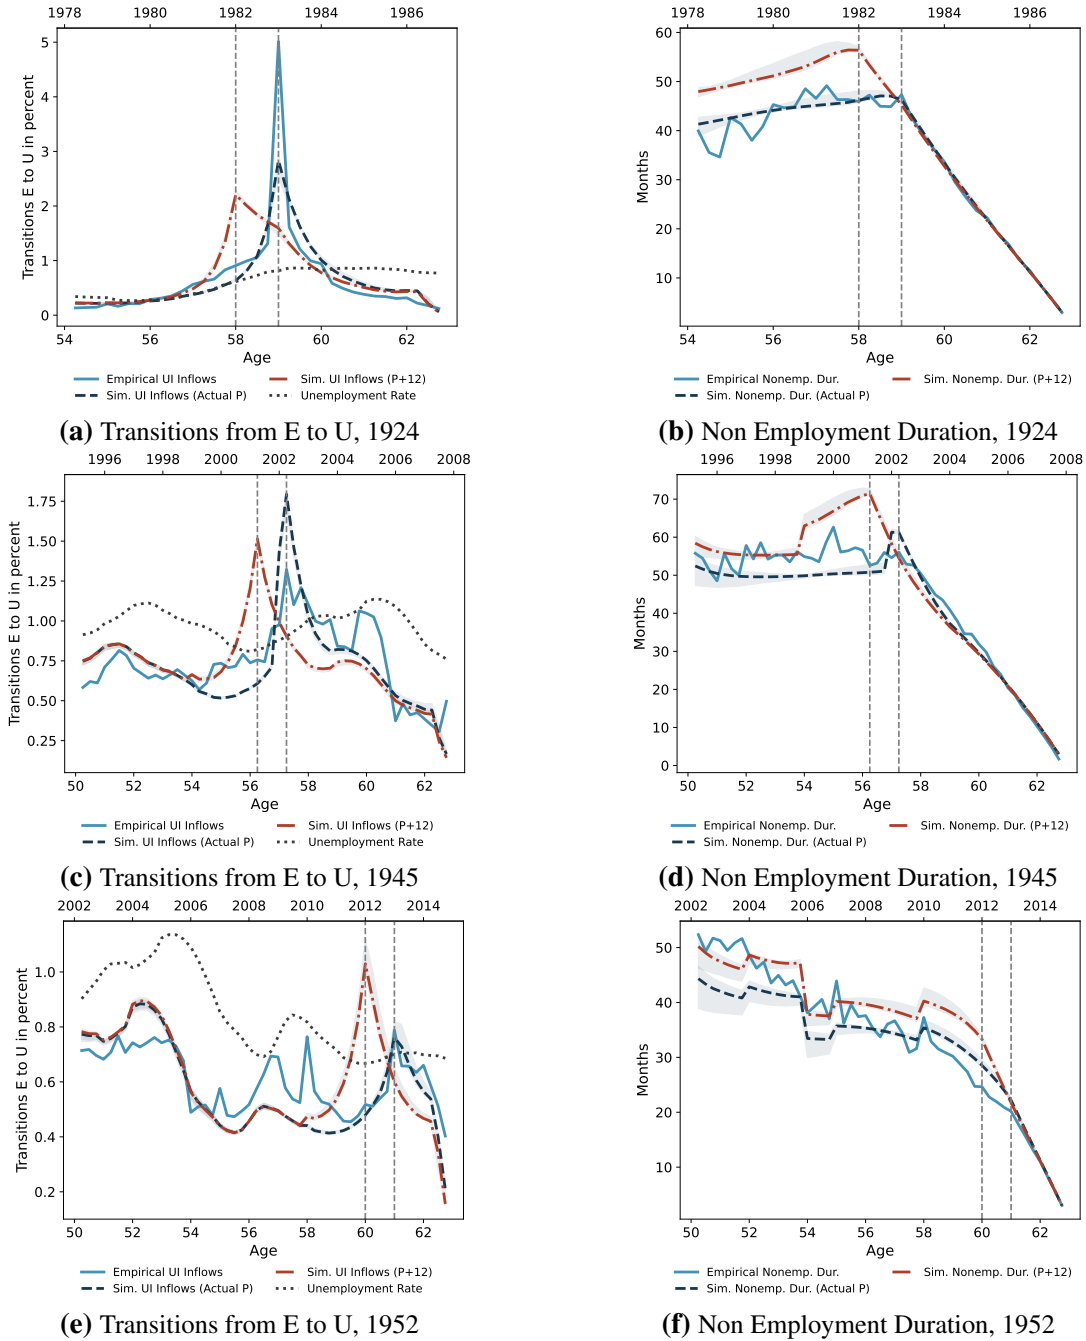 1978 1980 1982 1984 1986
Transitions E to U in percent
5
4
3
2
1
0
54 56 58 60 62
Age
Empirical UI Inflows
Sim. UI Inflows (Actual P)
Sim. UI Inflows (P+12)
Unemployment Rate
(a) Transitions from E to U, 1924
1978 1980 1982 1984 1986
Months
60
50
40
30
20
10
54 56 58 60 62
Age
Empirical Nonemp. Dur.
Sim. Nonemp. Dur. (Actual P)
Sim. Nonemp. Dur. (P+12)
(b) Non Employment Duration, 1924
1996 1998 2000 2002 2004 2006 2008
Transitions E to U in percent
1.75
1.50
1.25
1.00
0.75
0.50
0.25
50 52 54 56 58 60 62
Age
Empirical UI Inflows
Sim. UI Inflows (Actual P)
Sim. UI Inflows (P+12)
Unemployment Rate
(c) Transitions from E to U, 1945
1996 1998 2000 2002 2004 2006 2008
Months
70
60
50
40
30
20
10
0
50 52 54 56 58 60 62
Age
Empirical Nonemp. Dur.
Sim. Nonemp. Dur. (Actual P)
Sim. Nonemp. Dur. (P+12)
(d) Non Employment Duration, 1945
2002 2004 2006 2008 2010 2012 2014
Transitions E to U in percent
1.0
0.8
0.6
0.4
0.2
50 52 54 56 58 60 62
Age
Empirical UI Inflows
Sim. UI Inflows (Actual P)
Sim. UI Inflows (P+12)
Unemployment Rate
(e) Transitions from E to U, 1952
2002 2004 2006 2008 2010 2012 2014
Months
50
40
30
20
10
50 52 54 56 58 60 62
Age
Empirical Nonemp. Dur.
Sim. Nonemp. Dur. (Actual P)
Sim. Nonemp. Dur. (P+12)
(f) Non Employment Duration, 1952